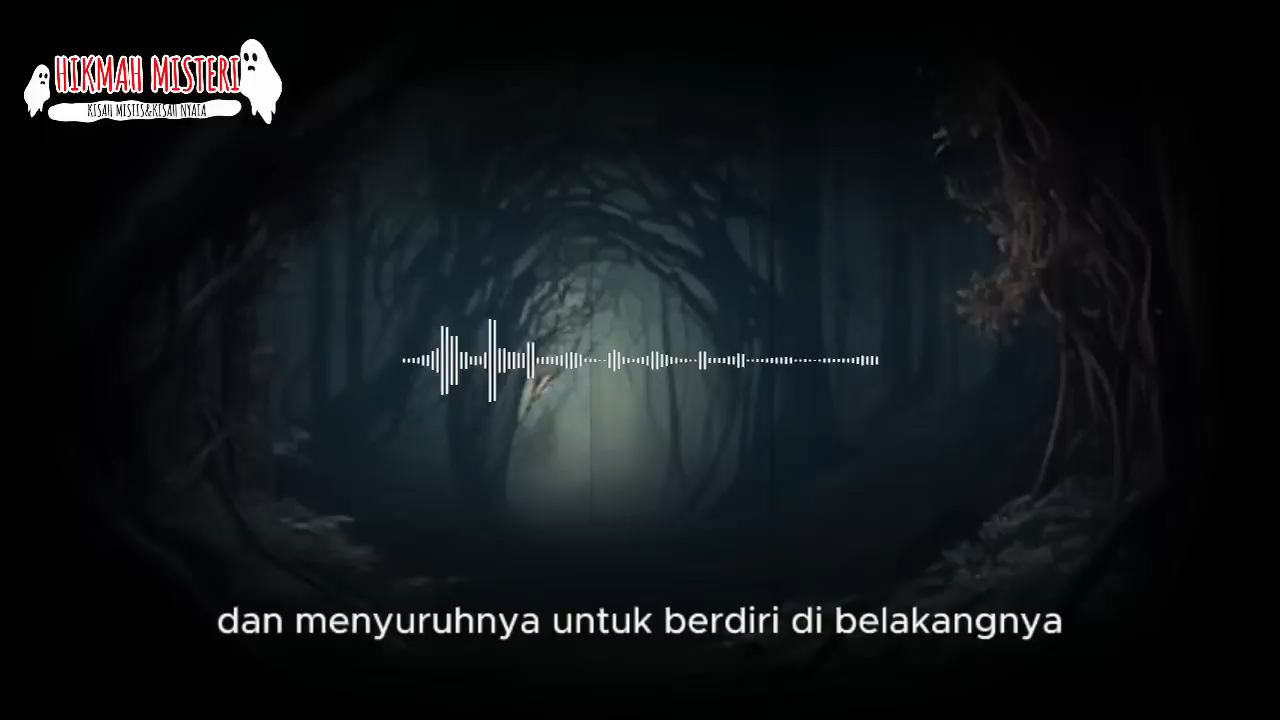 HIKMAH MISTERI
KISAH MISTIS&KISAH NYATA
dan menyuruhnya untuk berdiri di belakangnya